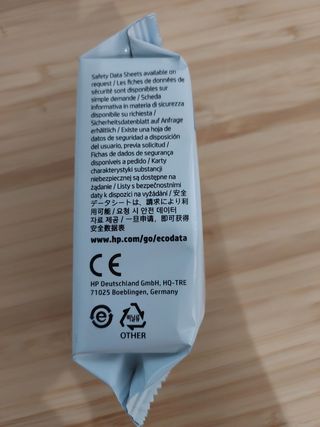 Safety Data Sheets available on
request / Les fiches de données de
sécurité sont disponibles sur
simple demande / Scheda
informativa in materia di sicurezza
disponibile su richiesta /
Sicherheitsdatenblatt auf Anfrage
erhältlich / Existe una hoja de
datos de seguridad a disposición
del usuario, previa solicitud /
Fichas de dados de segurança
disponíveis a pedido / Karty
charakterystyki substancji
niebezpiecznej są dostępne na
żądanie / Listy s bezpečnostními
daty k dispozici na vyžádání / 安全
データシートは、請求により利
用可能 / 요청 시 안전 데이터
자료 제공 / 一旦申请，即可获得
安全数据表
www.hp.com/go/ecodata
CE
HP Deutschland GmbH, HQ-TRE
71025 Boeblingen, Germany
e
OTHER